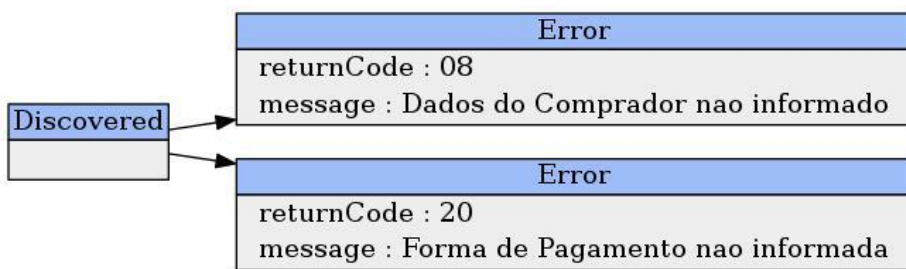 Error
returnCode : 08
message : Dados do Comprador nao informado
Discovered
Error
returnCode : 20
message : Forma de Pagamento nao informada